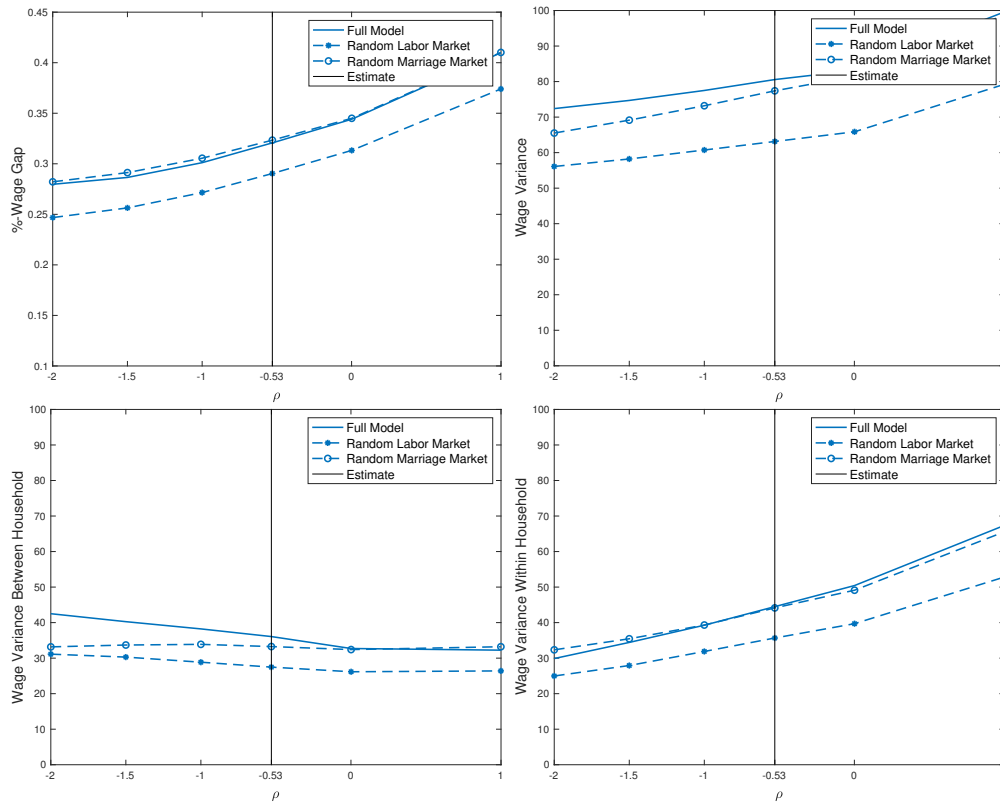 0.45
0.4
0.35
0.3
0.25
0.2
0.15
0.1
%-Wage Gap
-2
-1.5
-1
-0.53
0
1
ρ
Full Model
Random Labor Market
Random Marriage Market
Estimate
100
90
80
70
60
50
40
30
20
10
0
Wage Variance
-2
-1.5
-1
-0.53
0
ρ
Full Model
Random Labor Market
Random Marriage Market
Estimate
100
90
80
70
60
50
40
30
20
10
0
Wage Variance Between Household
-2
-1.5
-1
-0.53
0
1
ρ
Full Model
Random Labor Market
Random Marriage Market
Estimate
100
90
80
70
60
50
40
30
20
10
0
Wage Variance Within Household
-2
-1.5
-1
-0.53
0
ρ
Full Model
Random Labor Market
Random Marriage Market
Estimate